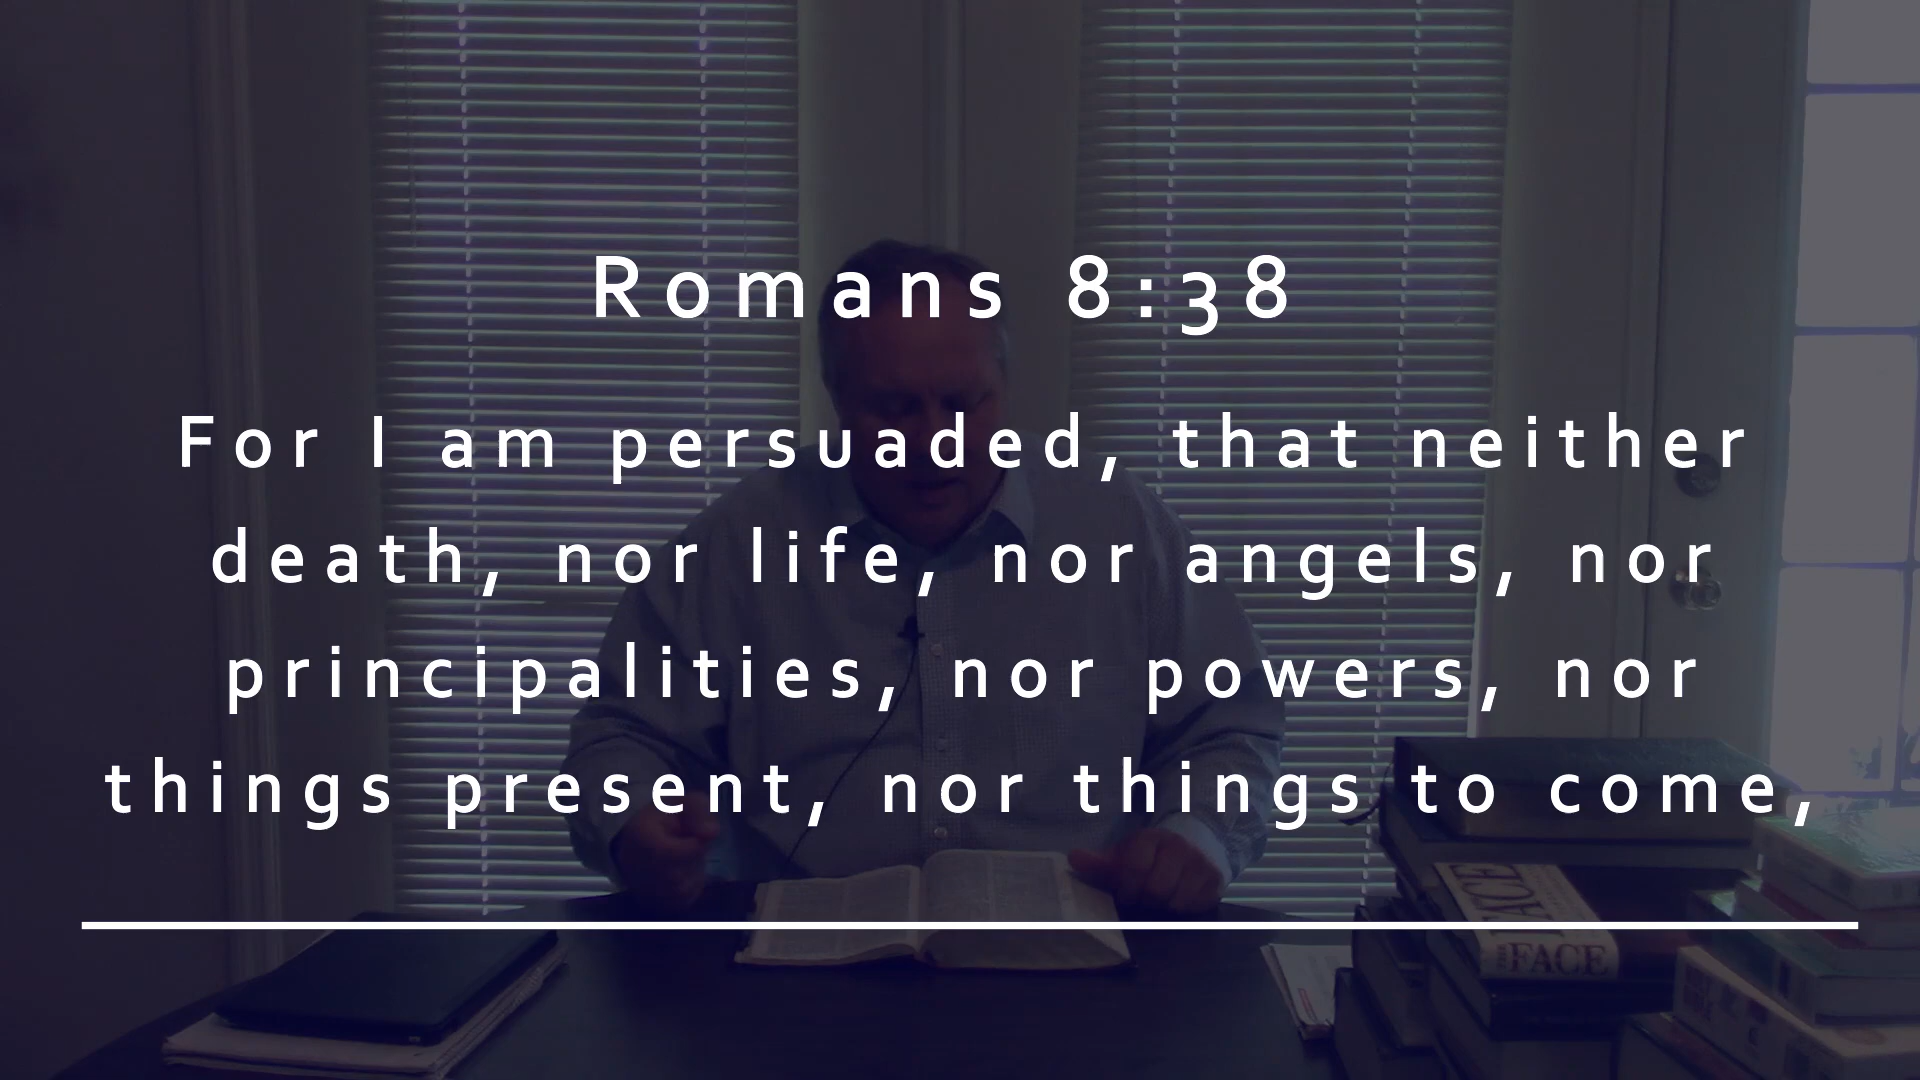 Romans 8:38
For I am persuaded, that neither
death, nor life, nor angels, nor
principalities, nor powers, nor
things present, nor things to come,
FACE